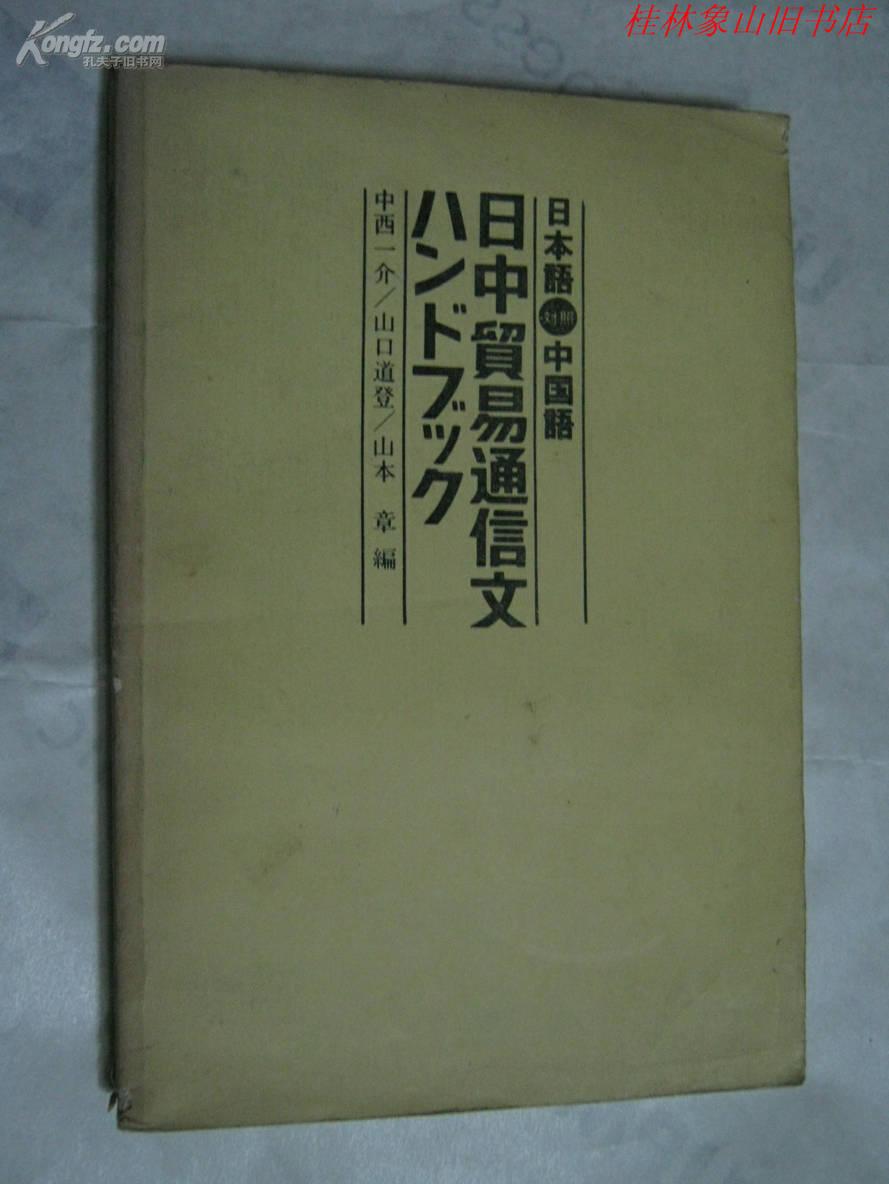 Kongfz.com
孔夫子旧书网
桂林象山旧书店
日本語対照中国語
日中貿易通信文
ハンドブック
中西一介／山口道登／山本 章 編